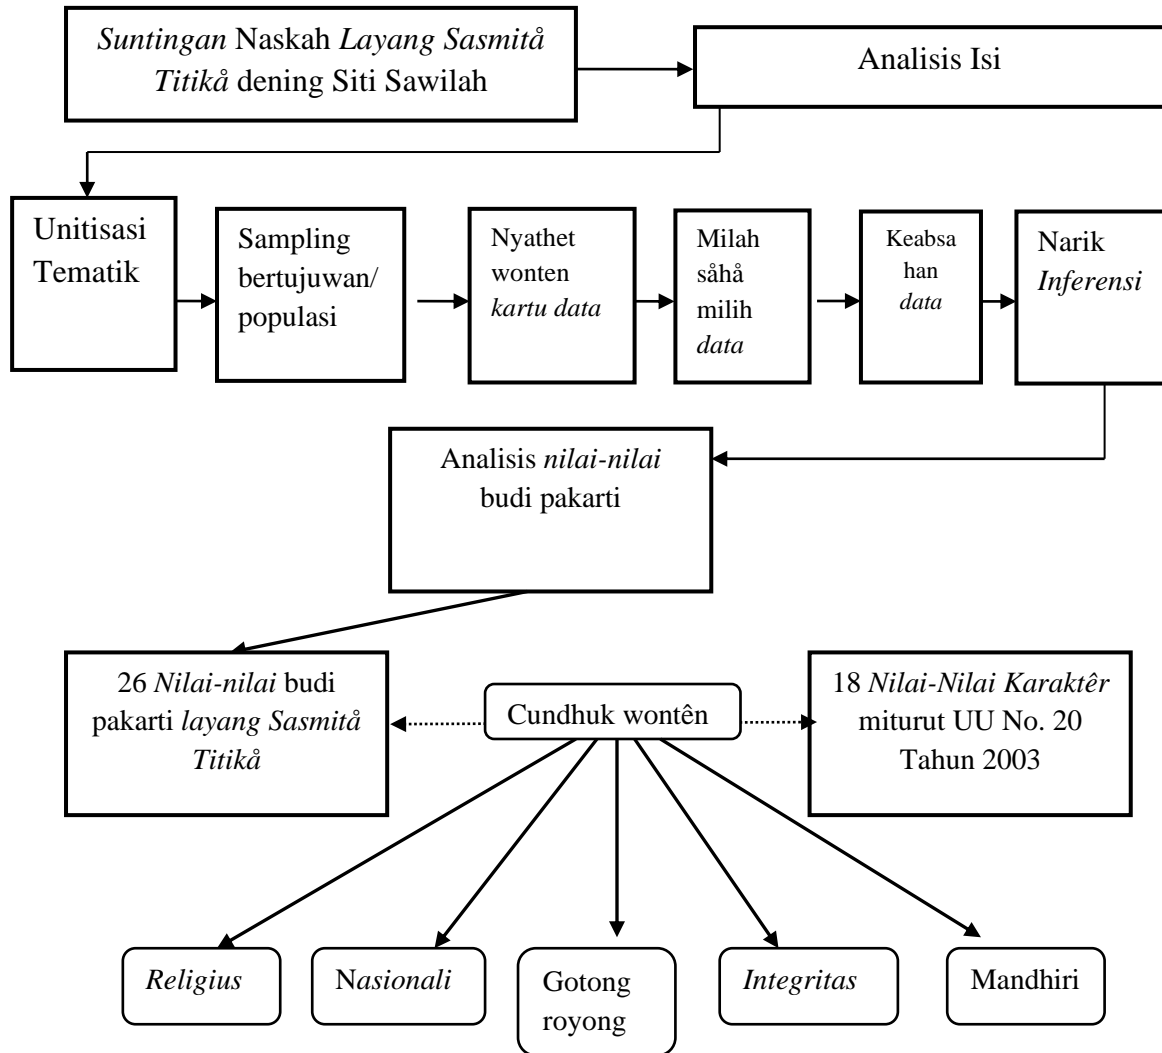 Suntingan Naskah Layang Sasmitå
Titikå dening Siti Sawilah
Analisis Isi
Unitisasi
Tematik
Sampling
bertujuwan/
populasi
Nyathet
wonten
kartu data
Milah
såhå
milih
data
Keabsa
han
data
Narik
Inferensi
Analisis nilai-nilai
budi pakarti
26 Nilai-nilai budi
pakarti layang Sasmitå
Titikå
Cundhuk wontên
18 Nilai-Nilai Karaktêr
miturut UU No. 20
Tahun 2003
Religius
Nasionali
Gotong
royong
Integritas
Mandhiri